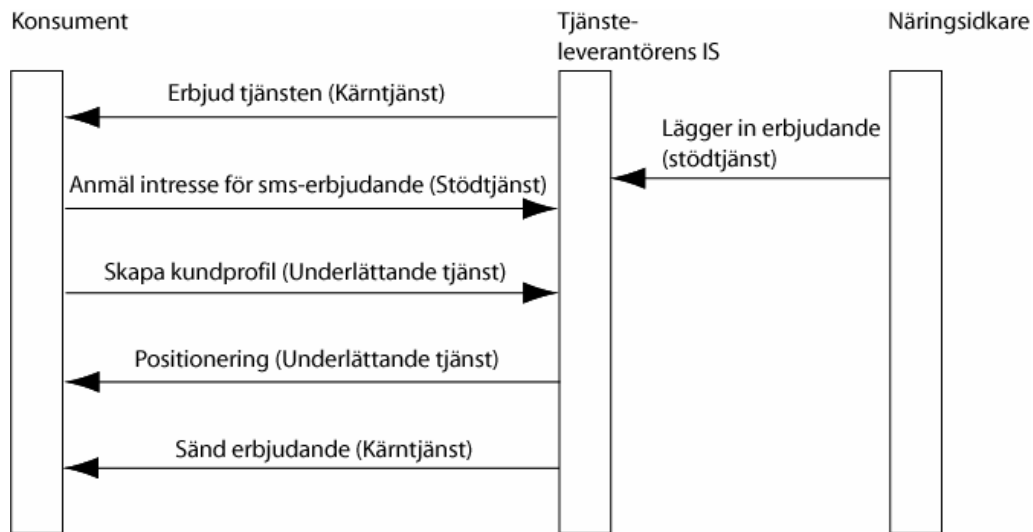 Konsument
Tjänste-
leverantörens IS
Näringsidkare
Erbjud tjänsten (Kärntjänst)
Lägger in erbjudande
(stödtjänst)
Anmäl intresse för sms-erbjudande (Stödtjänst)
Skapa kundprofil (Underlättande tjänst)
Positionering (Underlättande tjänst)
Sänd erbjudande (Kärntjänst)